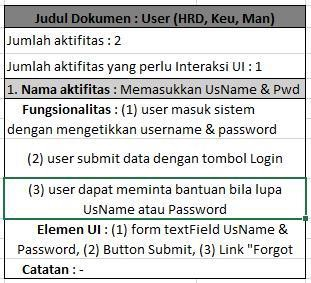 Judul Dokumen : User (HRD, Keu, Man)
Jumlah aktifitas : 2
Jumlah aktifitas yang perlu Interaksi UI : 1
1. Nama aktifitas : Memasukkan UsName & Pwd
Fungsionalitas : (1) user masuk sistem
dengan mengetikkan username & password
(2) user submit data dengan tombol Login
(3) user dapat meminta bantuan bila lupa
UsName atau Password
Elemen UI : (1) form textField UsName &
Password, (2) Button Submit, (3) Link "Forgot
Catatan : -